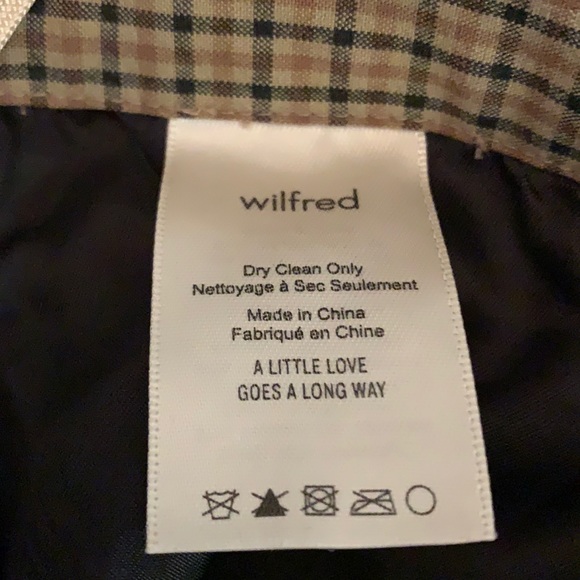 wilfred
Dry Clean Only
Nettoyage à Sec Seulement
Made in China
Fabriqué en Chine
A LITTLE LOVE
GOES A LONG WAY